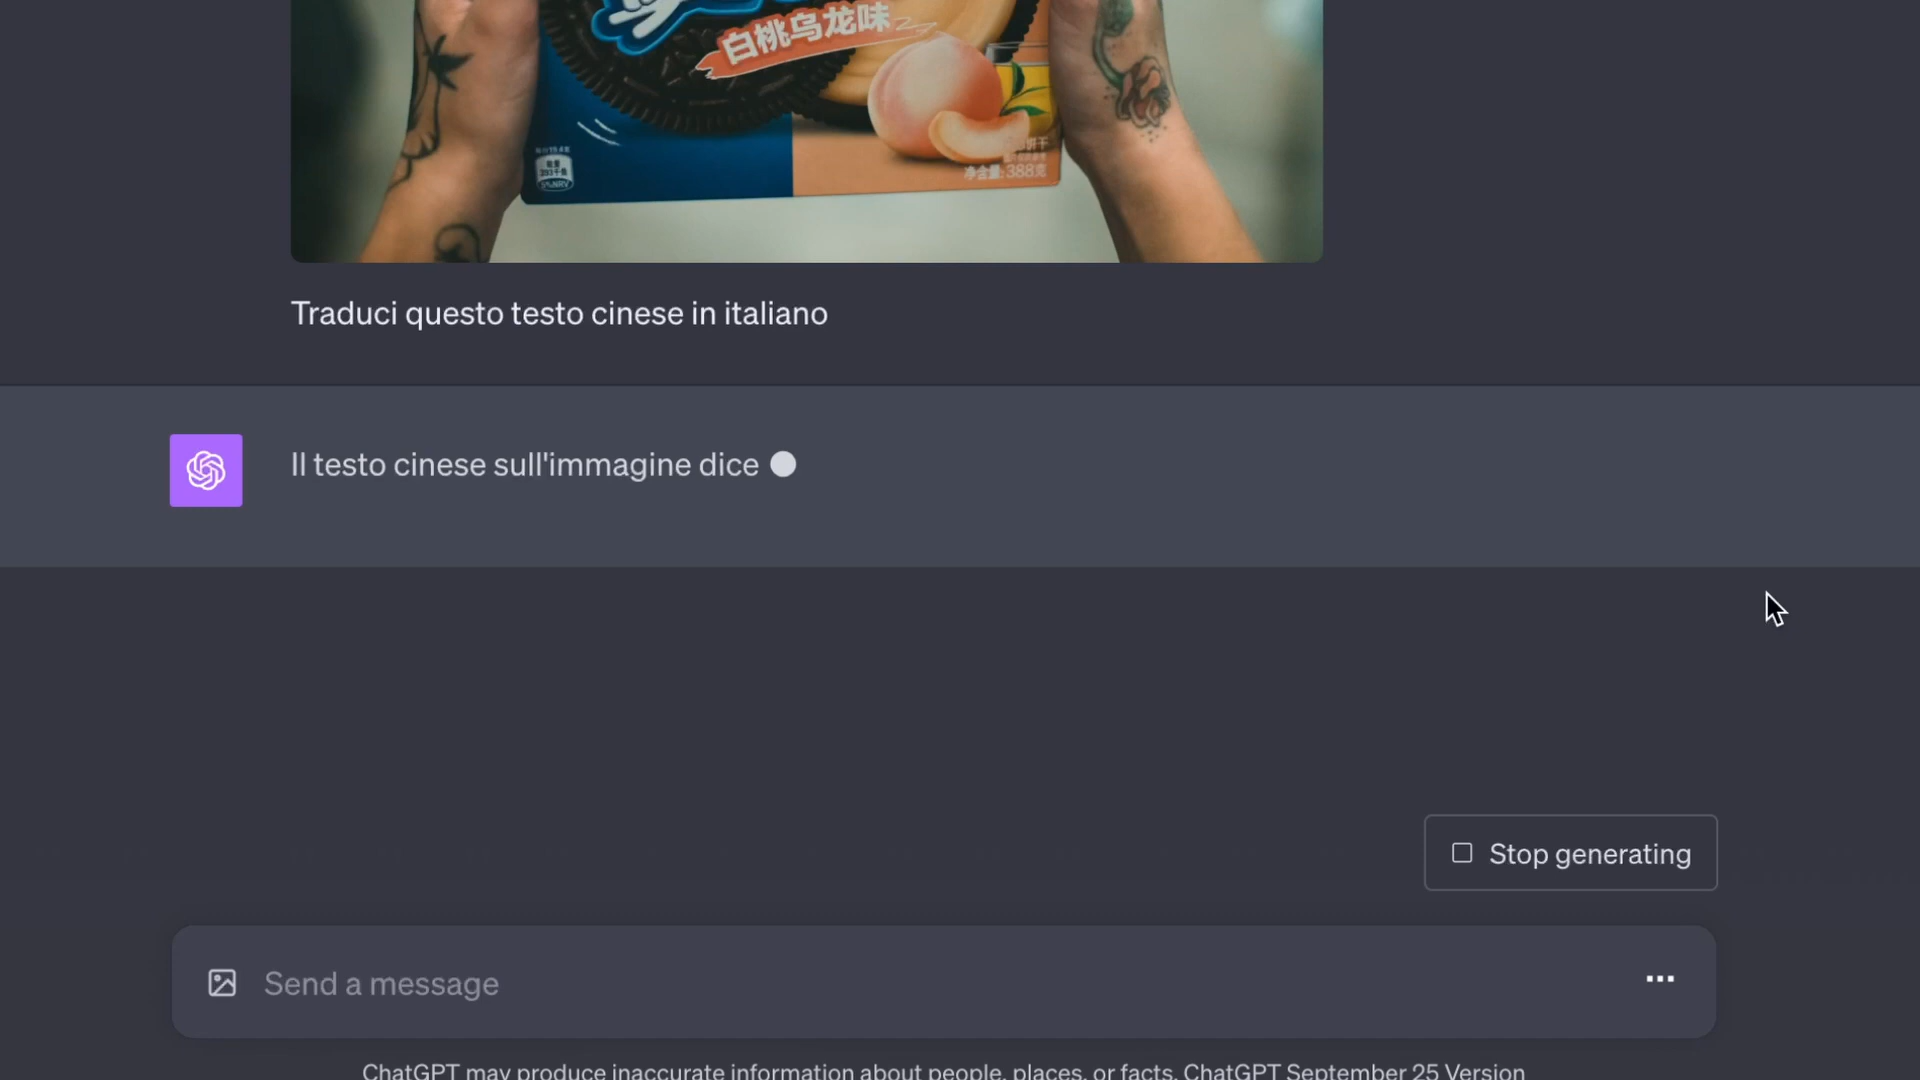 白桃乌龙味
5%NRV
净含量:388克
Traduci questo testo cinese in italiano
Il testo cinese sull'immagine dice
Stop generating
Send a message
ChatGPT may produce inaccurate information about people, places, or facts. ChatGPT September 25 Version